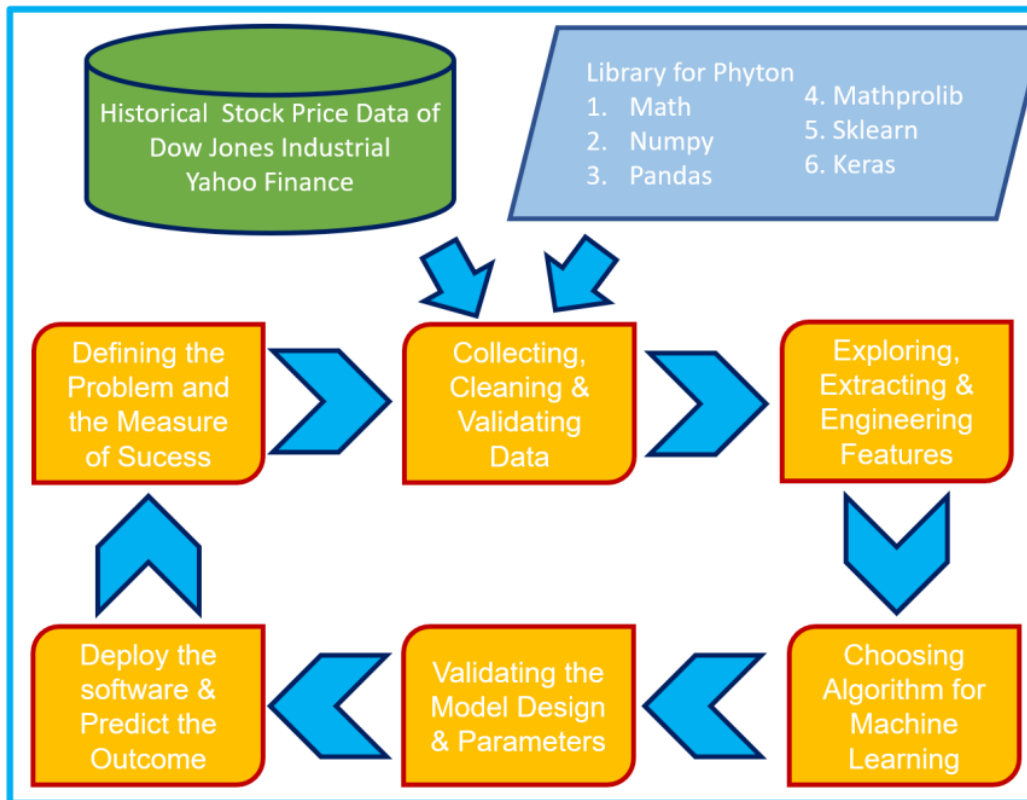 Historical Stock Price Data of
Dow Jones Industrial
Yahoo Finance
Library for Phyton
1. Math
2. Numpy
3. Pandas
4. Mathprolib
5. Sklearn
6. Keras
Defining the
Problem and
the Measure
of Sucess
Collecting,
Cleaning &
Validating
Data
Exploring,
Extracting &
Engineering
Features
Deploy the
software &
Predict the
Outcome
Validating the
Model Design
& Parameters
Choosing
Algorithm for
Machine
Learning